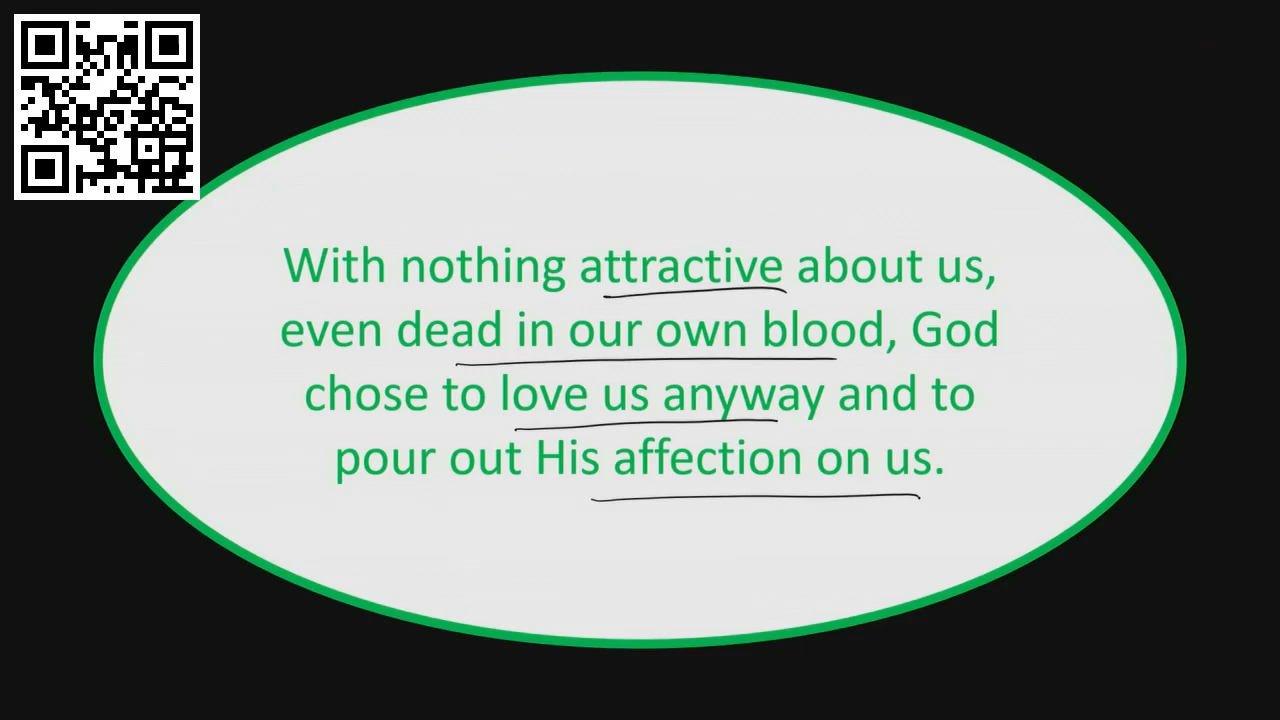 With nothing attractive about us,
even dead in our own blood, God
chose to love us anyway and to
pour out His affection on us.